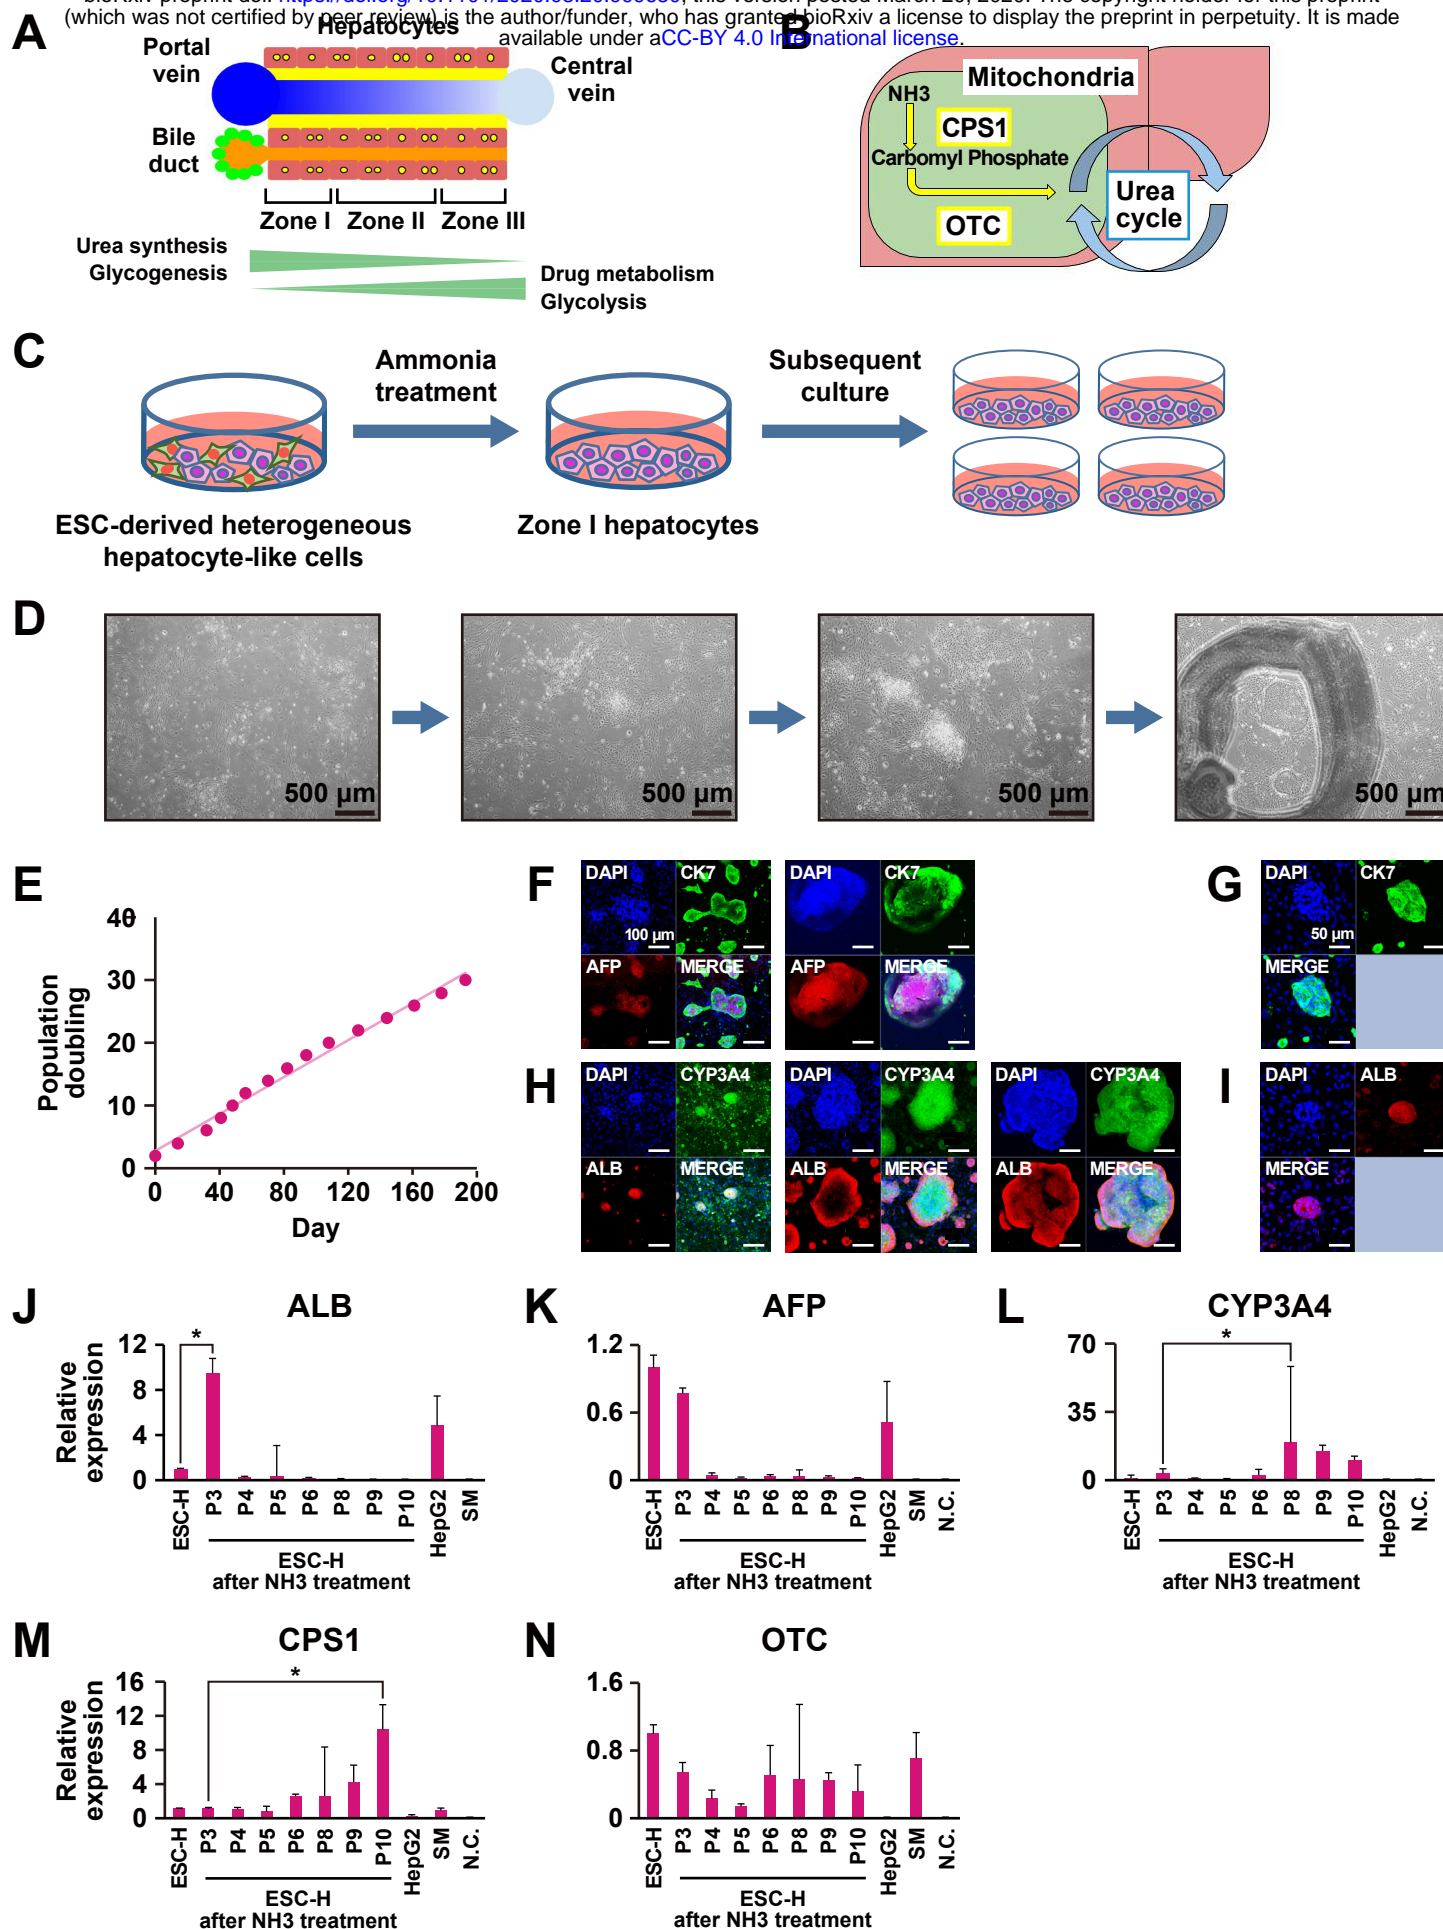 (which was not certified by peer review) is the author/funder, who has granted bioRxiv a license to display the preprint in perpetuity. It is made
available under aCC-BY 4.0 International license.
A
Hepatocytes
Portal
vein
Central
vein
Bile
duct
Zone I
Zone II
Zone III
Urea synthesis
Glycogenesis
Drug metabolism
Glycolysis
B
Mitochondria
NH3
CPS1
Carbomyl Phosphate
OTC
Urea
cycle
C
Ammonia
treatment
Subsequent
culture
ESC-derived heterogeneous
hepatocyte-like cells
Zone I hepatocytes
D
500 μm
500 μm
500 μm
500 μm
E
Population
doubling
40
30
20
10
0
0 40 80 120 160 200
Day
F
DAPI CK7
100 μm
AFP MERGE
DAPI CK7
AFP MERGE
G
DAPI CK7
50 μm
MERGE
H
DAPI CYP3A4
ALB MERGE
DAPI CYP3A4
ALB MERGE
DAPI CYP3A4
ALB MERGE
I
DAPI ALB
MERGE
J
ALB
Relative
expression
12
8
4
0
*
ESC-H P3 P4 P5 P6 P8 P9 P10 HepG2 SM
ESC-H
after NH3 treatment
K
AFP
1.2
0.6
0
ESC-H P3 P4 P5 P6 P8 P9 P10 HepG2 SM N.C.
ESC-H
after NH3 treatment
L
CYP3A4
70
35
0
*
ESC-H P3 P4 P5 P6 P8 P9 P10 HepG2 N.C.
ESC-H
after NH3 treatment
M
CPS1
Relative
expression
16
12
8
4
0
*
ESC-H P3 P4 P5 P6 P8 P9 P10 HepG2 SM N.C.
ESC-H
after NH3 treatment
N
OTC
1.6
0.8
0
ESC-H P3 P4 P5 P6 P8 P9 P10 HepG2 SM N.C.
ESC-H
after NH3 treatment